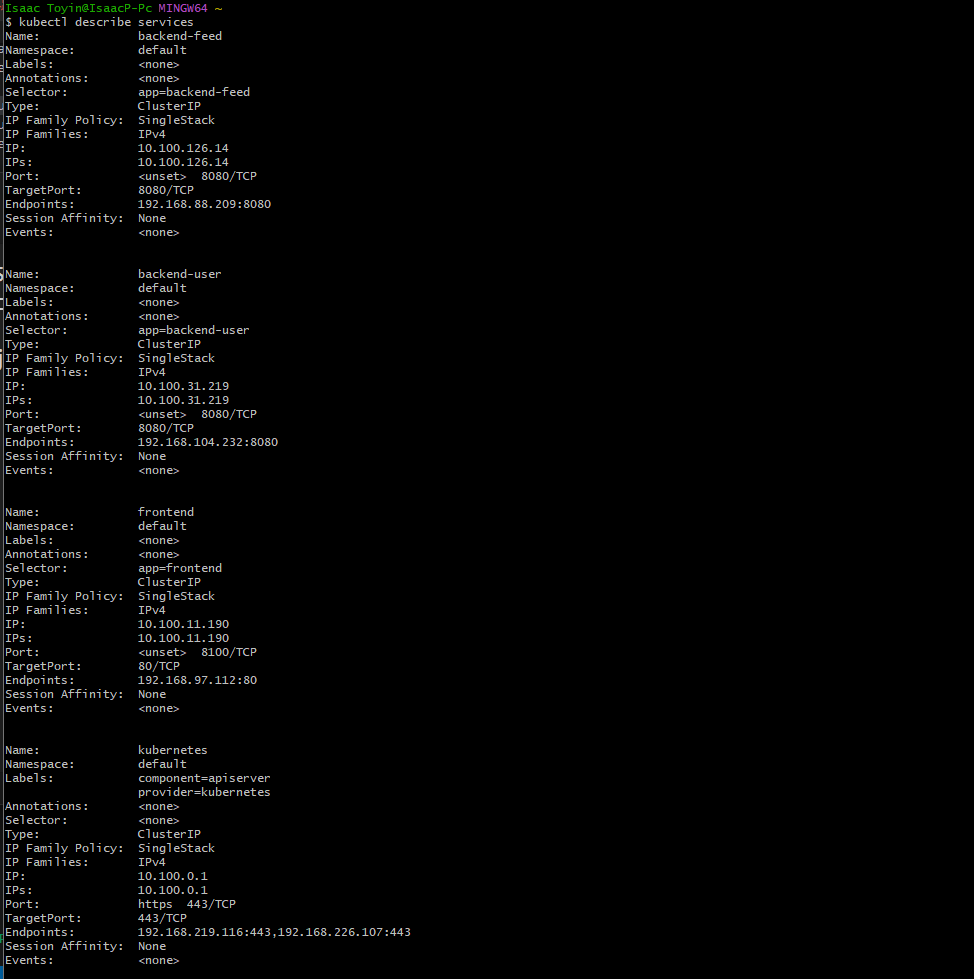 Isaac Toyin@IsaacP-Pc MINGW64 ~
$ kubectl describe services
Name:              backend-feed
Namespace:         default
Labels:            <none>
Annotations:       <none>
Selector:          app=backend-feed
Type:              ClusterIP
IP Family Policy:  SingleStack
IP Families:       IPv4
IP:                10.100.126.14
IPs:               10.100.126.14
Port:              <unset>  8080/TCP
TargetPort:        8080/TCP
Endpoints:         192.168.88.209:8080
Session Affinity:  None
Events:            <none>
Name:              backend-user
Namespace:         default
Labels:            <none>
Annotations:       <none>
Selector:          app=backend-user
Type:              ClusterIP
IP Family Policy:  SingleStack
IP Families:       IPv4
IP:                10.100.31.219
IPs:               10.100.31.219
Port:              <unset>  8080/TCP
TargetPort:        8080/TCP
Endpoints:         192.168.104.232:8080
Session Affinity:  None
Events:            <none>
Name:              frontend
Namespace:         default
Labels:            <none>
Annotations:       <none>
Selector:          app=frontend
Type:              ClusterIP
IP Family Policy:  SingleStack
IP Families:       IPv4
IP:                10.100.11.190
IPs:               10.100.11.190
Port:              <unset>  8100/TCP
TargetPort:        80/TCP
Endpoints:         192.168.97.112:80
Session Affinity:  None
Events:            <none>
Name:              kubernetes
Namespace:         default
Labels:            component=apiserver
                   provider=kubernetes
Annotations:       <none>
Selector:          <none>
Type:              ClusterIP
IP Family Policy:  SingleStack
IP Families:       IPv4
IP:                10.100.0.1
IPs:               10.100.0.1
Port:              https  443/TCP
TargetPort:        443/TCP
Endpoints:         192.168.219.116:443,192.168.226.107:443
Session Affinity:  None
Events:            <none>